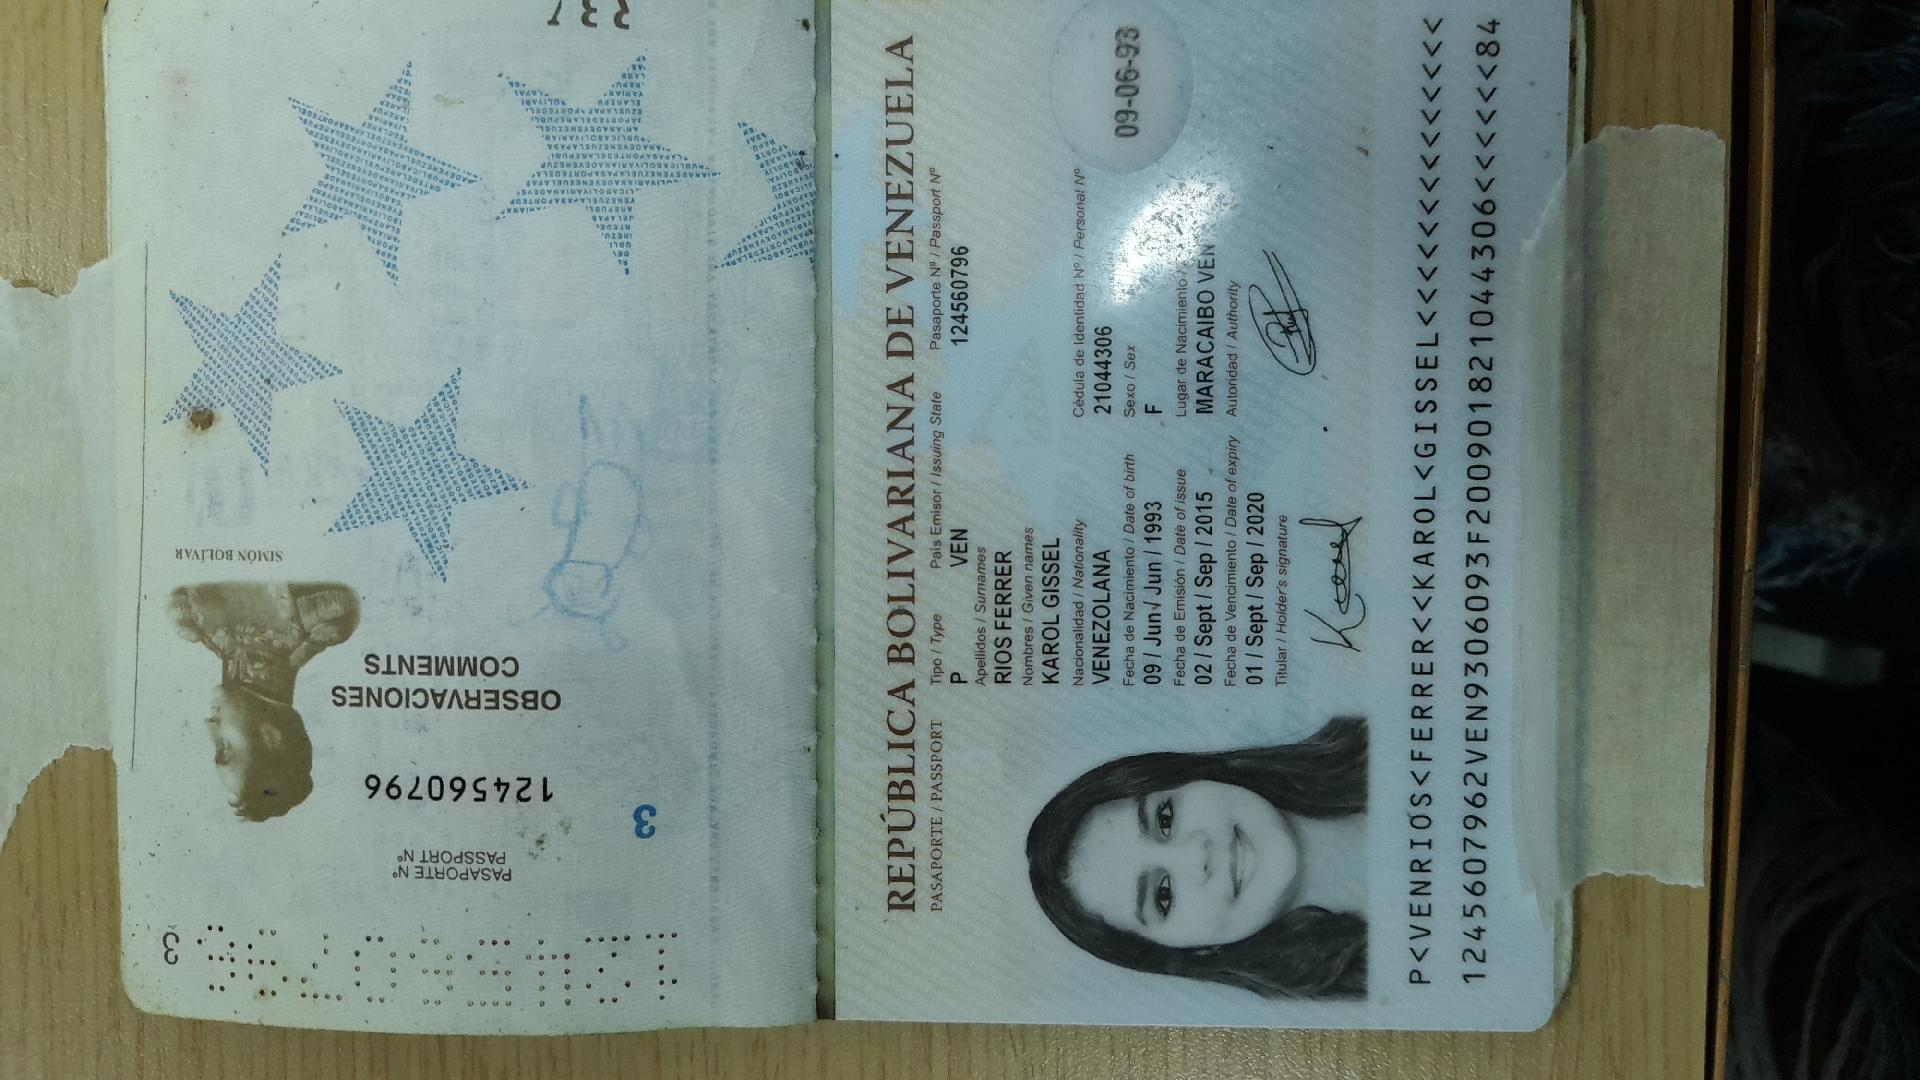 REPÚBLICA BOLIVARIANA DE VENEZUELA
PASAPORTE / PASSPORT
Tipo / Type País Emisor / Issuing State Pasaporte Nº / Passport Nº
P VEN 124560796
Apellidos / Surnames
RIOS FERRER
Nombres / Given names
KAROL GISSEL
Nacionalidad / Nationality Cédula de Identidad Nº / Personal Nº
VENEZOLANA 21044306
Fecha de Nacimiento / Date of birth Sexo / Sex
09 / Jun / Jun / 1993 F
Fecha de Emisión / Date of issue Lugar de Nacimiento /
02 / Sept / Sep / 2015 MARACAIBO VEN
Fecha de Vencimiento / Date of expiry Autoridad / Authority
01 / Sept / Sep / 2020
Titular / Holder's signature
09-06-93
P<VENRIOS<FERRER<<KAROL<GISSEL<<<<<<<<<<<<<<
1245607962VEN9306093F200901821044306<<<<<<84
3
124560796
PASAPORTE Nº
PASSPORT Nº
3
124560796
OBSERVACIONES
COMMENTS
SIMÓN BOLÍVAR